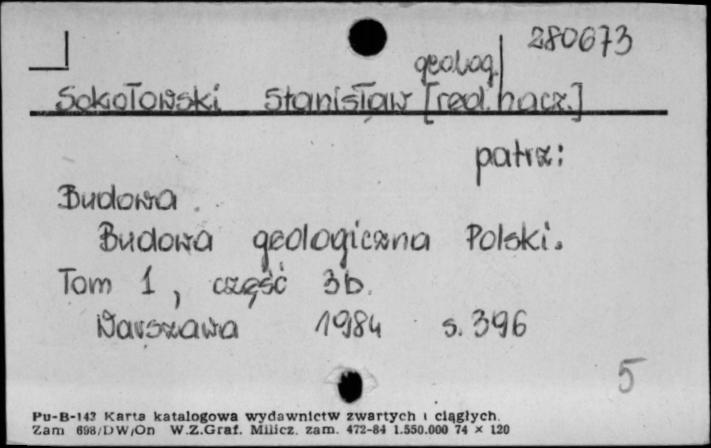 280673
geolog.
Sokołowski Stanisław [red. nacz.]
patrz:
Budowa
Budowa geologiczna Polski.
Tom 1, część 3b.
Warszawa 1984 s. 396
5
Pu-B-143 Karta katalogowa wydawnictw zwartych i ciągłych.
Zam 698/DW/On W.Z.Graf. Milicz. zam. 472-84 1.550.000 74 × 120